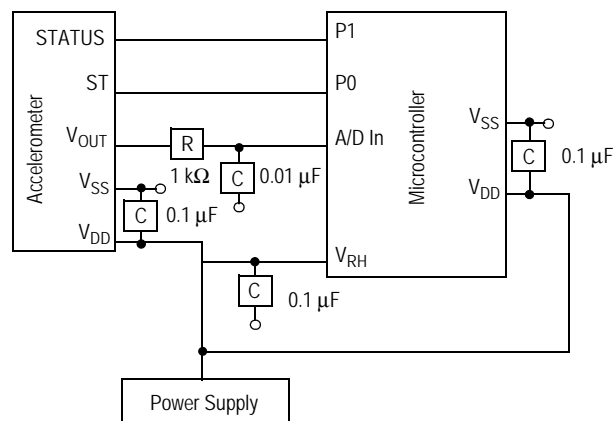 STATUS
ST
VOUT
VSS
VDD
Accelerometer
R
1 kΩ
C
0.01 µF
C
0.1 µF
P1
P0
A/D In
VRH
Microcontroller
VSS
VDD
C
0.1 µF
C
0.1 µF
Power Supply